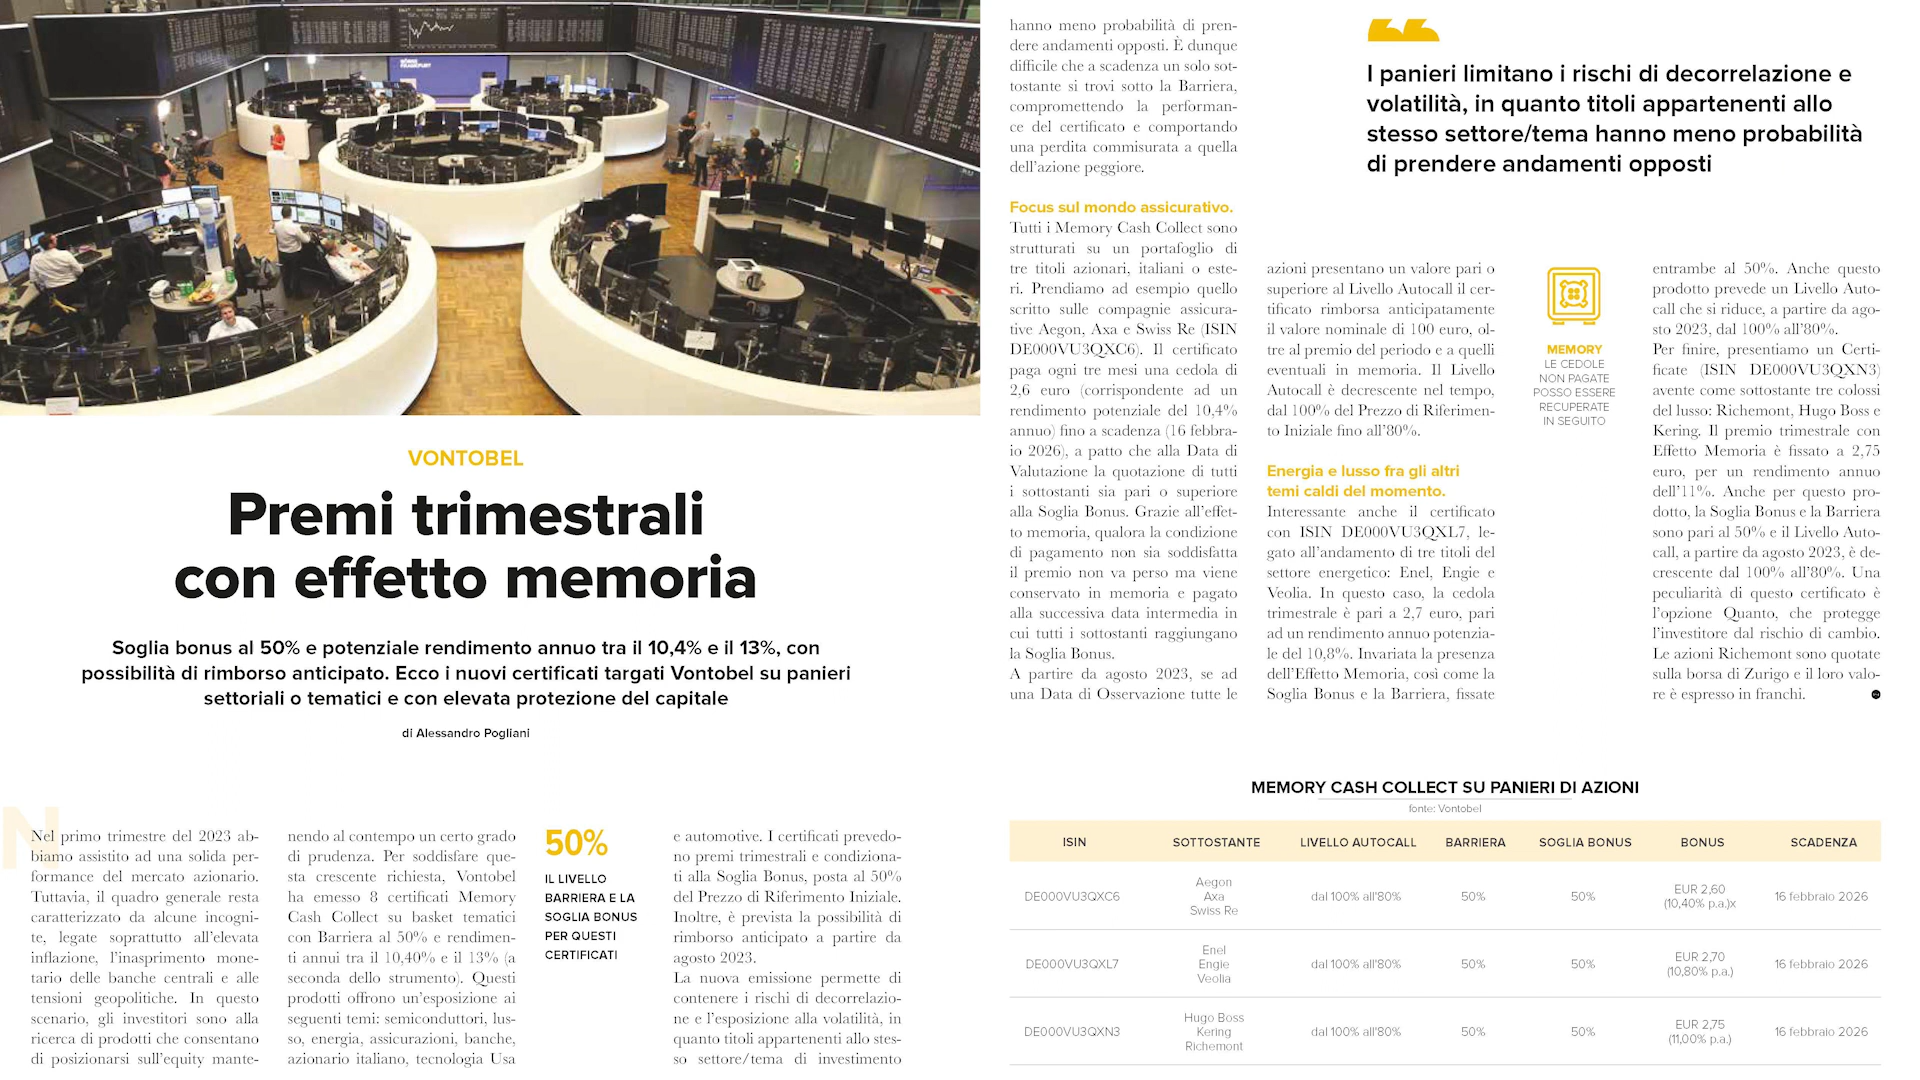 BÖRSE
FRANKFURT
VONTOBEL
Premi trimestrali
con effetto memoria
Soglia bonus al 50% e potenziale rendimento annuo tra il 10,4% e il 13%, con
possibilità di rimborso anticipato. Ecco i nuovi certificati targati Vontobel su panieri
settoriali o tematici e con elevata protezione del capitale
di Alessandro Pogliani
N
Nel primo trimestre del 2023 ab-
biamo assistito ad una solida per-
formance del mercato azionario.
Tuttavia, il quadro generale resta
caratterizzato da alcune incogni-
te, legate soprattutto all'elevata
inflazione, l'inasprimento mone-
tario delle banche centrali e alle
tensioni geopolitiche. In questo
scenario, gli investitori sono alla
ricerca di prodotti che consentano
di posizionarsi sull'equity mante-
nendo al contempo un certo grado
di prudenza. Per soddisfare que-
sta crescente richiesta, Vontobel
ha emesso 8 certificati Memory
Cash Collect su basket tematici
con Barriera al 50% e rendimen-
ti annui tra il 10,40% e il 13% (a
seconda dello strumento). Questi
prodotti offrono un'esposizione ai
seguenti temi: semiconduttori, lus-
so, energia, assicurazioni, banche,
azionario italiano, tecnologia Usa
50%
IL LIVELLO
BARRIERA E LA
SOGLIA BONUS
PER QUESTI
CERTIFICATI
e automotive. I certificati prevedo-
no premi trimestrali e condiziona-
ti alla Soglia Bonus, posta al 50%
del Prezzo di Riferimento Iniziale.
Inoltre, è prevista la possibilità di
rimborso anticipato a partire da
agosto 2023.
La nuova emissione permette di
contenere i rischi di decorrelazio-
ne e l'esposizione alla volatilità, in
quanto titoli appartenenti allo stes-
so settore/tema di investimento
hanno meno probabilità di pren-
dere andamenti opposti. È dunque
difficile che a scadenza un solo sot-
tostante si trovi sotto la Barriera,
compromettendo la performan-
ce del certificato e comportando
una perdita commisurata a quella
dell'azione peggiore.
Focus sul mondo assicurativo.
Tutti i Memory Cash Collect sono
strutturati su un portafoglio di
tre titoli azionari, italiani o este-
ri. Prendiamo ad esempio quello
scritto sulle compagnie assicura-
tive Aegon, Axa e Swiss Re (ISIN
DE000VU3QXC6). Il certificato
paga ogni tre mesi una cedola di
2,6 euro (corrispondente ad un
rendimento potenziale del 10,4%
annuo) fino a scadenza (16 febbra-
io 2026), a patto che alla Data di
Valutazione la quotazione di tutti
i sottostanti sia pari o superiore
alla Soglia Bonus. Grazie all'effet-
to memoria, qualora la condizione
di pagamento non sia soddisfatta
il premio non va perso ma viene
conservato in memoria e pagato
alla successiva data intermedia in
cui tutti i sottostanti raggiungano
la Soglia Bonus.
A partire da agosto 2023, se ad
una Data di Osservazione tutte le
I panieri limitano i rischi di decorrelazione e
volatilità, in quanto titoli appartenenti allo
stesso settore/tema hanno meno probabilità
di prendere andamenti opposti
azioni presentano un valore pari o
superiore al Livello Autocall il cer-
tificato rimborsa anticipatamente
il valore nominale di 100 euro, ol-
tre al premio del periodo e a quelli
eventuali in memoria. Il Livello
Autocall è decrescente nel tempo,
dal 100% del Prezzo di Riferimen-
to Iniziale fino all'80%.
Energia e lusso fra gli altri
temi caldi del momento.
Interessante anche il certificato
con ISIN DE000VU3QXL7, le-
gato all'andamento di tre titoli del
settore energetico: Enel, Engie e
Veolia. In questo caso, la cedola
trimestrale è pari a 2,7 euro, pari
ad un rendimento annuo potenzia-
le del 10,8%. Invariata la presenza
dell'Effetto Memoria, così come la
Soglia Bonus e la Barriera, fissate
MEMORY
LE CEDOLE
NON PAGATE
POSSO ESSERE
RECUPERATE
IN SEGUITO
entrambe al 50%. Anche questo
prodotto prevede un Livello Auto-
call che si riduce, a partire da ago-
sto 2023, dal 100% all'80%.
Per finire, presentiamo un Certi-
ficate (ISIN DE000VU3QXN3)
avente come sottostante tre colossi
del lusso: Richemont, Hugo Boss e
Kering. Il premio trimestrale con
Effetto Memoria è fissato a 2,75
euro, per un rendimento annuo
dell'11%. Anche per questo pro-
dotto, la Soglia Bonus e la Barriera
sono pari al 50% e il Livello Auto-
call, a partire da agosto 2023, è de-
crescente dal 100% all'80%. Una
peculiarità di questo certificato è
l'opzione Quanto, che protegge
l'investitore dal rischio di cambio.
Le azioni Richemont sono quotate
sulla borsa di Zurigo e il loro valo-
re è espresso in franchi.
MEMORY CASH COLLECT SU PANIERI DI AZIONI
fonte: Vontobel
ISIN SOTTOSTANTE LIVELLO AUTOCALL BARRIERA SOGLIA BONUS BONUS SCADENZA
DE000VU3QXC6 Aegon Axa Swiss Re dal 100% all'80% 50% 50% EUR 2,60 (10,40% p.a.)x 16 febbraio 2026
DE000VU3QXL7 Enel Engie Veolia dal 100% all'80% 50% 50% EUR 2,70 (10,80% p.a.) 16 febbraio 2026
DE000VU3QXN3 Hugo Boss Kering Richemont dal 100% all'80% 50% 50% EUR 2,75 (11,00% p.a.) 16 febbraio 2026